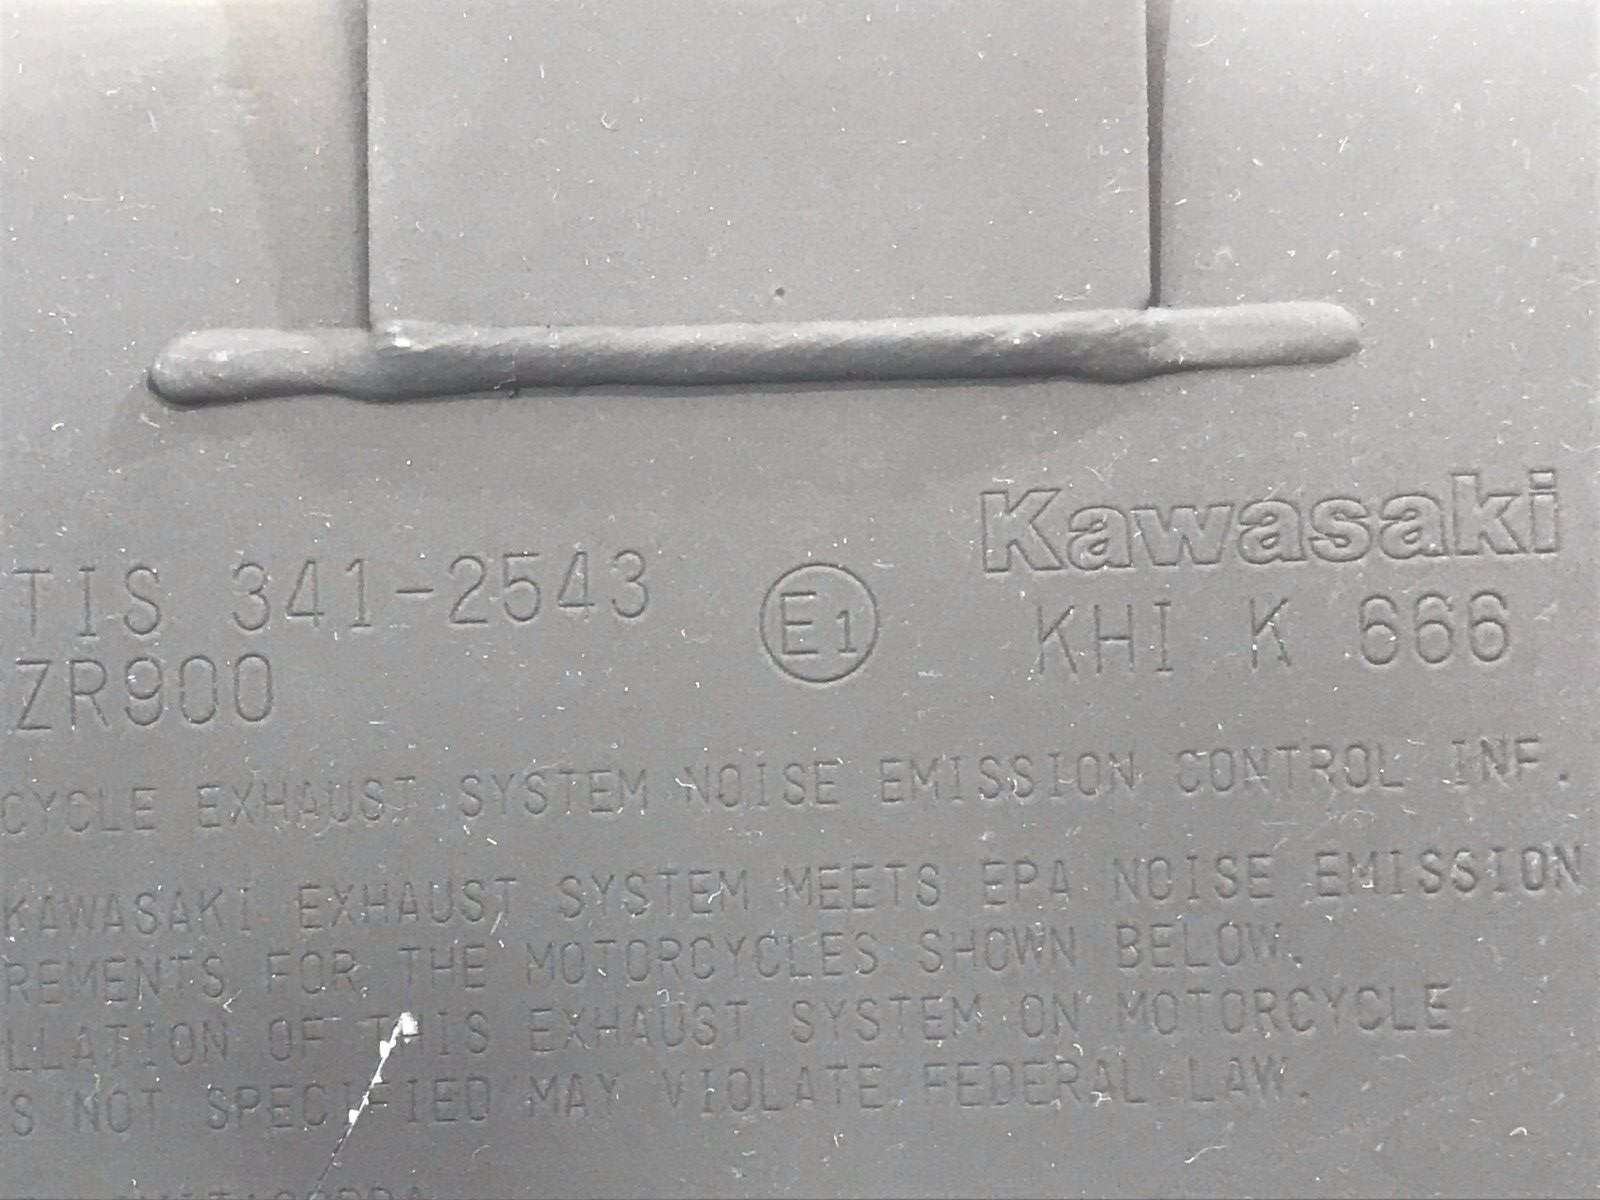 Kawasaki
TIS 341-2543 E1 KHI K 666
ZR900
CYCLE EXHAUST SYSTEM NOISE EMISSION CONTROL INF.
KAWASAKI EXHAUST SYSTEM MEETS EPA NOISE EMISSION
REMENTS FOR THE MOTORCYCLES SHOWN BELOW.
LLATION OF THIS EXHAUST SYSTEM ON MOTORCYCLE
S NOT SPECIFIED MAY VIOLATE FEDERAL LAW.